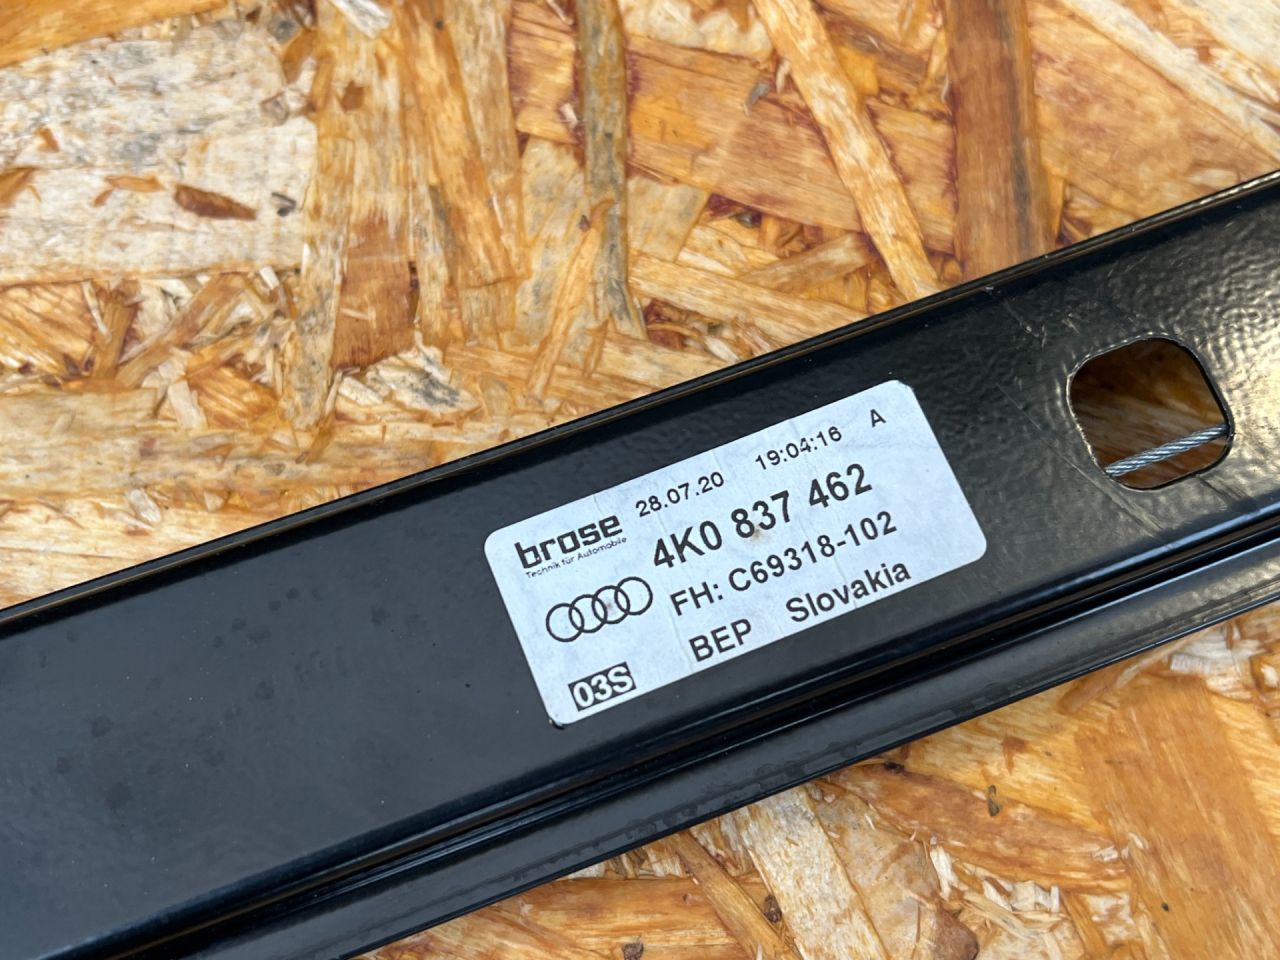 28.07.20 19:04:16 A
brose
Technik für Automobile
4K0 837 462
FH: C69318-102
BEP Slovakia
03S